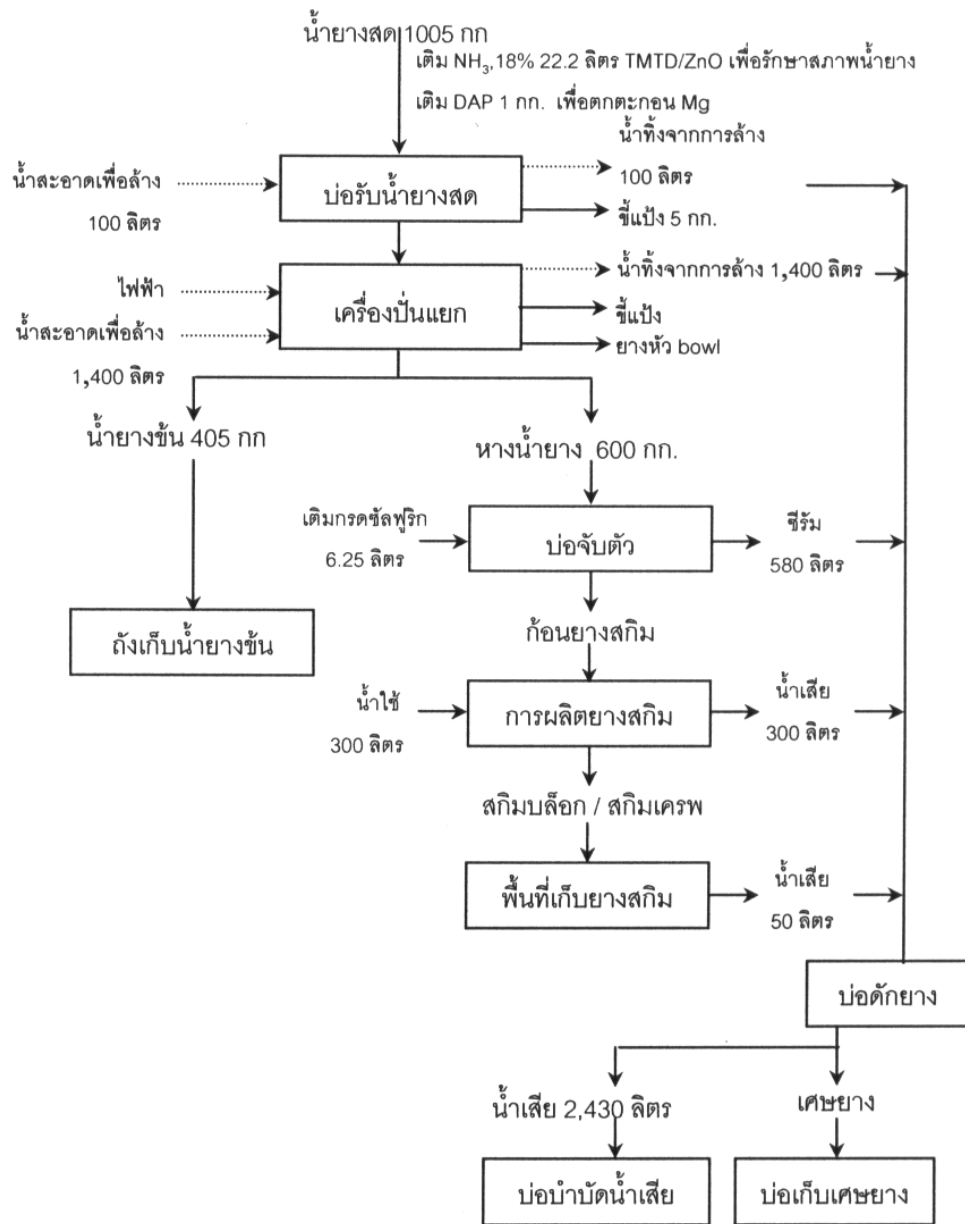 น้ำยางสด 1005 กก
เติม NH3,18% 22.2 ลิตร TMTD/ZnO เพื่อรักษาสภาพน้ำยาง
เติม DAP 1 กก. เพื่อตกตะกอน Mg
น้ำทิ้งจากการล้าง
100 ลิตร
น้ำสะอาดเพื่อล้าง
100 ลิตร
บ่อรับน้ำยางสด
ขี้แป้ง 5 กก.
น้ำทิ้งจากการล้าง 1,400 ลิตร
ไฟฟ้า
เครื่องปั่นแยก
ขี้แป้ง
น้ำสะอาดเพื่อล้าง
1,400 ลิตร
ยางหัว bowl
น้ำยางข้น 405 กก
หางน้ำยาง 600 กก.
เติมกรดซัลฟูริก
6.25 ลิตร
บ่อจับตัว
ซีรัม
580 ลิตร
ก้อนยางสกิม
ถังเก็บน้ำยางข้น
น้ำใช้
300 ลิตร
การผลิตยางสกิม
น้ำเสีย
300 ลิตร
สกิมบล็อก / สกิมเครพ
พื้นที่เก็บยางสกิม
น้ำเสีย
50 ลิตร
บ่อดักยาง
น้ำเสีย 2,430 ลิตร
เศษยาง
บ่อบำบัดน้ำเสีย
บ่อเก็บเศษยาง